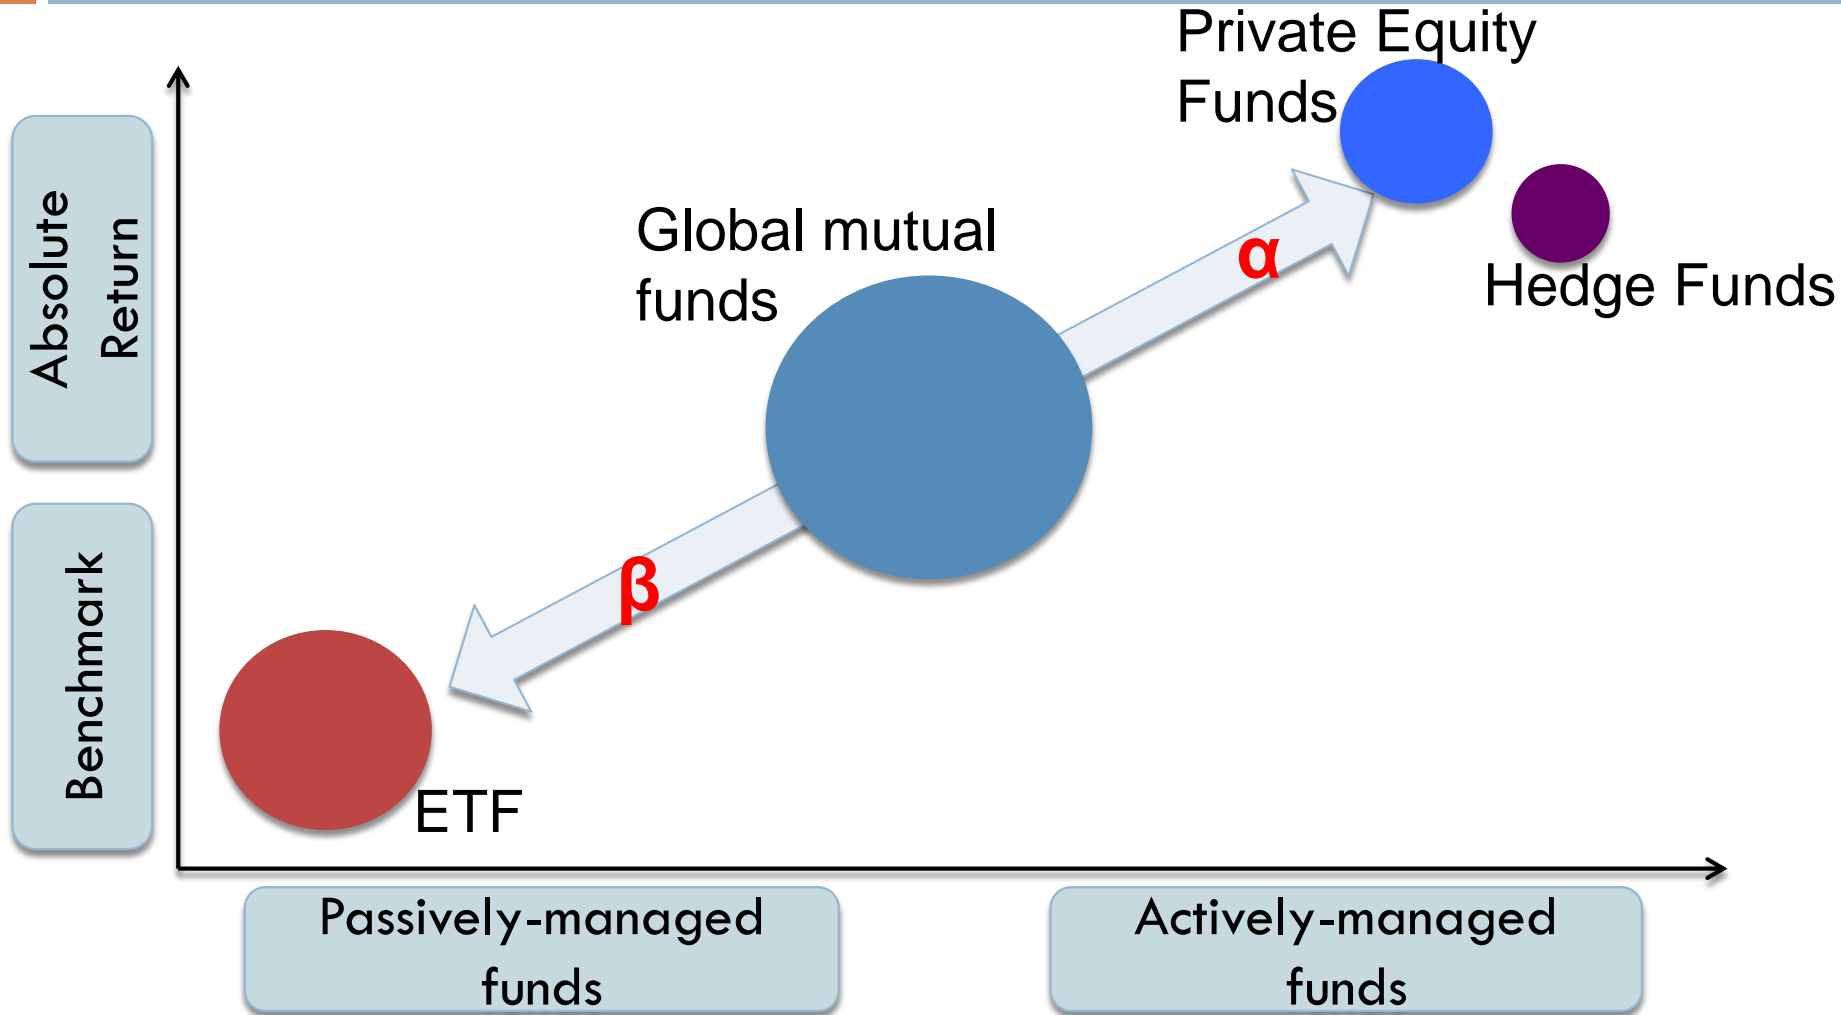 Private Equity
Funds
Absolute
Return
Global mutual
funds
α
Hedge Funds
β
Benchmark
ETF
Passively-managed
funds
Actively-managed
funds